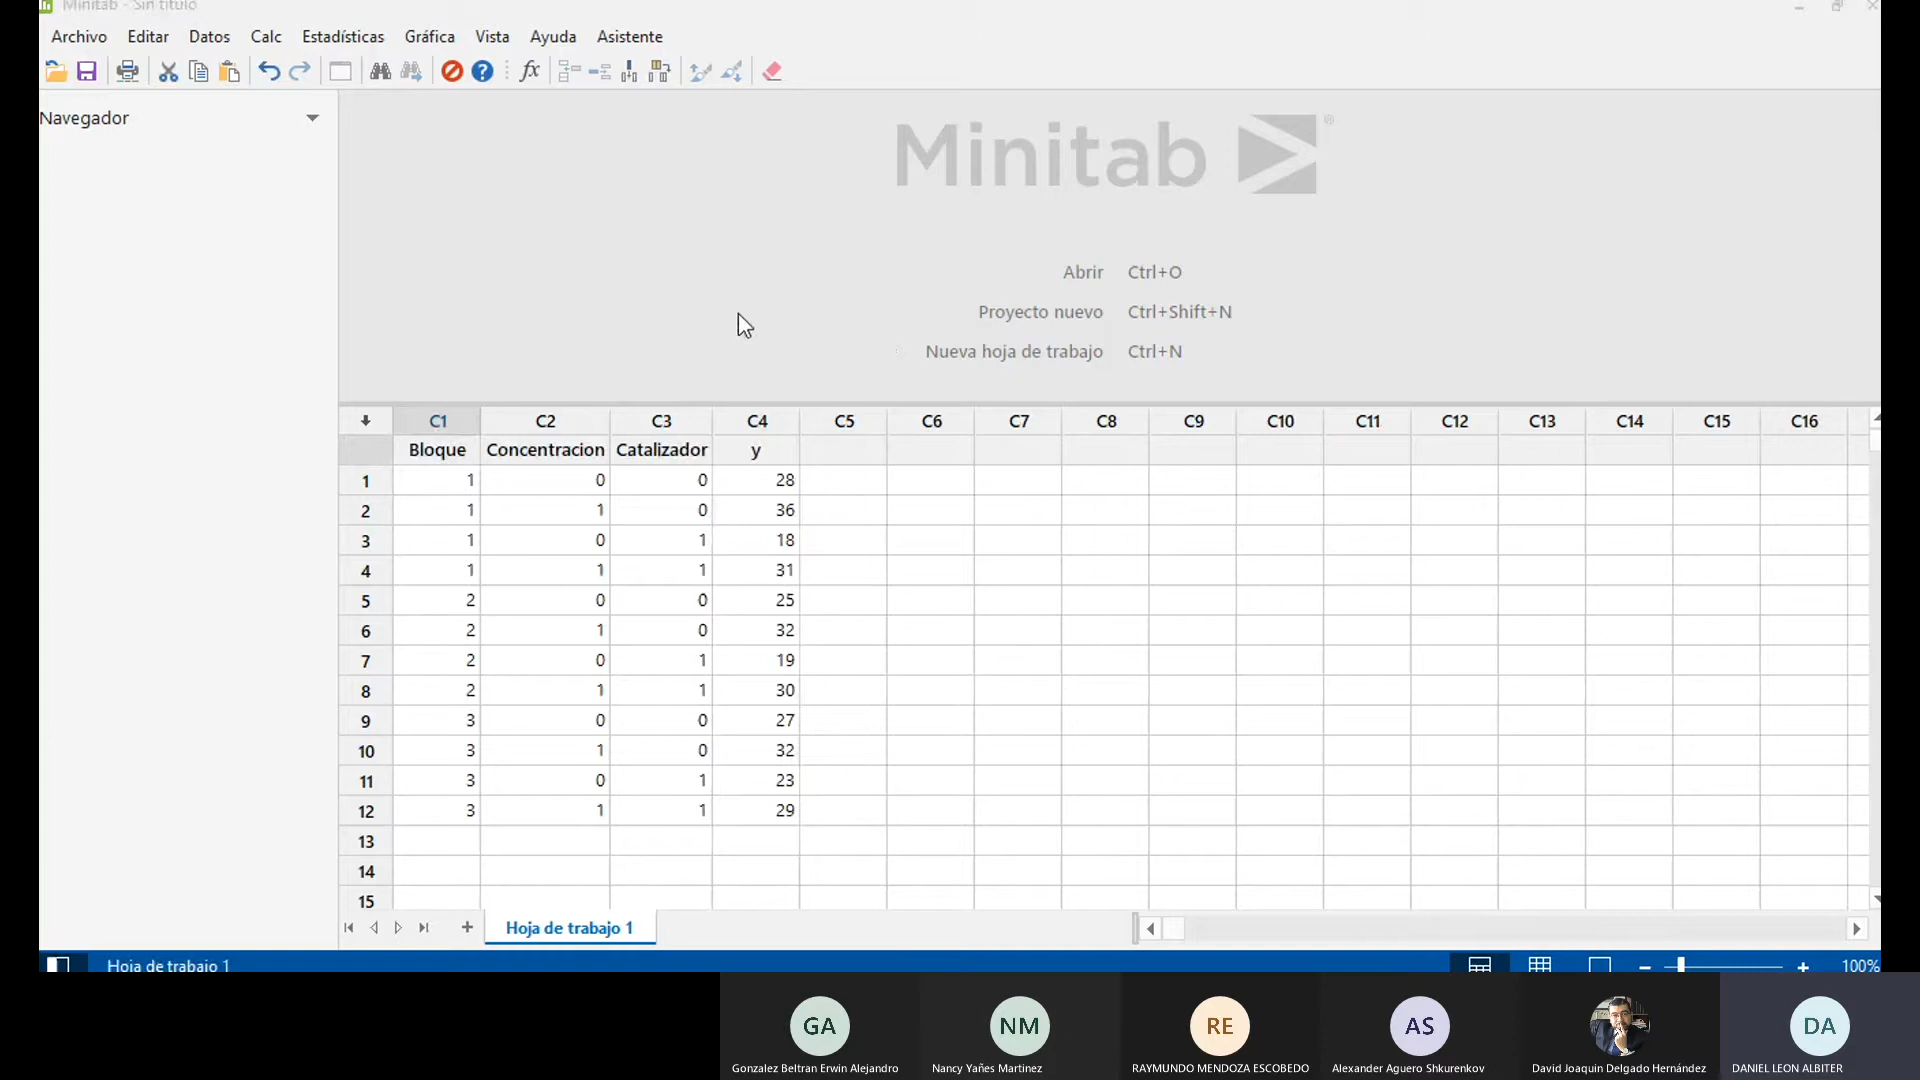 Minitab - Sin título
Archivo Editar Datos Calc Estadísticas Gráfica Vista Ayuda Asistente
fx
Navegador
Minitab ®
Abrir Ctrl+O
Proyecto nuevo Ctrl+Shift+N
Nueva hoja de trabajo Ctrl+N
C1 C2 C3 C4 C5 C6 C7 C8 C9 C10 C11 C12 C13 C14 C15 C16
Bloque Concentracion Catalizador y
1 1 0 0 28
2 1 1 0 36
3 1 0 1 18
4 1 1 1 31
5 2 0 0 25
6 2 1 0 32
7 2 0 1 19
8 2 1 1 30
9 3 0 0 27
10 3 1 0 32
11 3 0 1 23
12 3 1 1 29
13
14
15
Hoja de trabajo 1
Hoja de trabajo 1 100%
GA NM RE AS DA
Gonzalez Beltran Erwin Alejandro Nancy Yañes Martinez RAYMUNDO MENDOZA ESCOBEDO Alexander Aguero Shkurenkov David Joaquin Delgado Hernández DANIEL LEON ALBITER